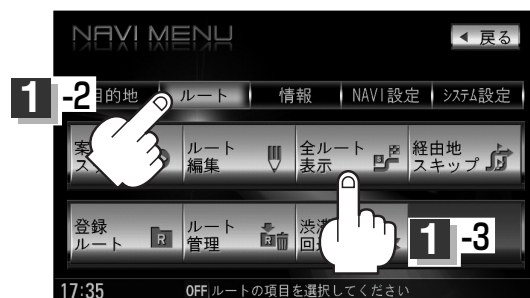 NAVI MENU
◀ 戻る
1-2
目的地 ルート 情報 NAVI設定 システム設定
ルート
編集
全ルート
表示
経由地
スキップ
登録
ルート
ルート
管理
1-3
17:35 OFF ルートの項目を選択してください